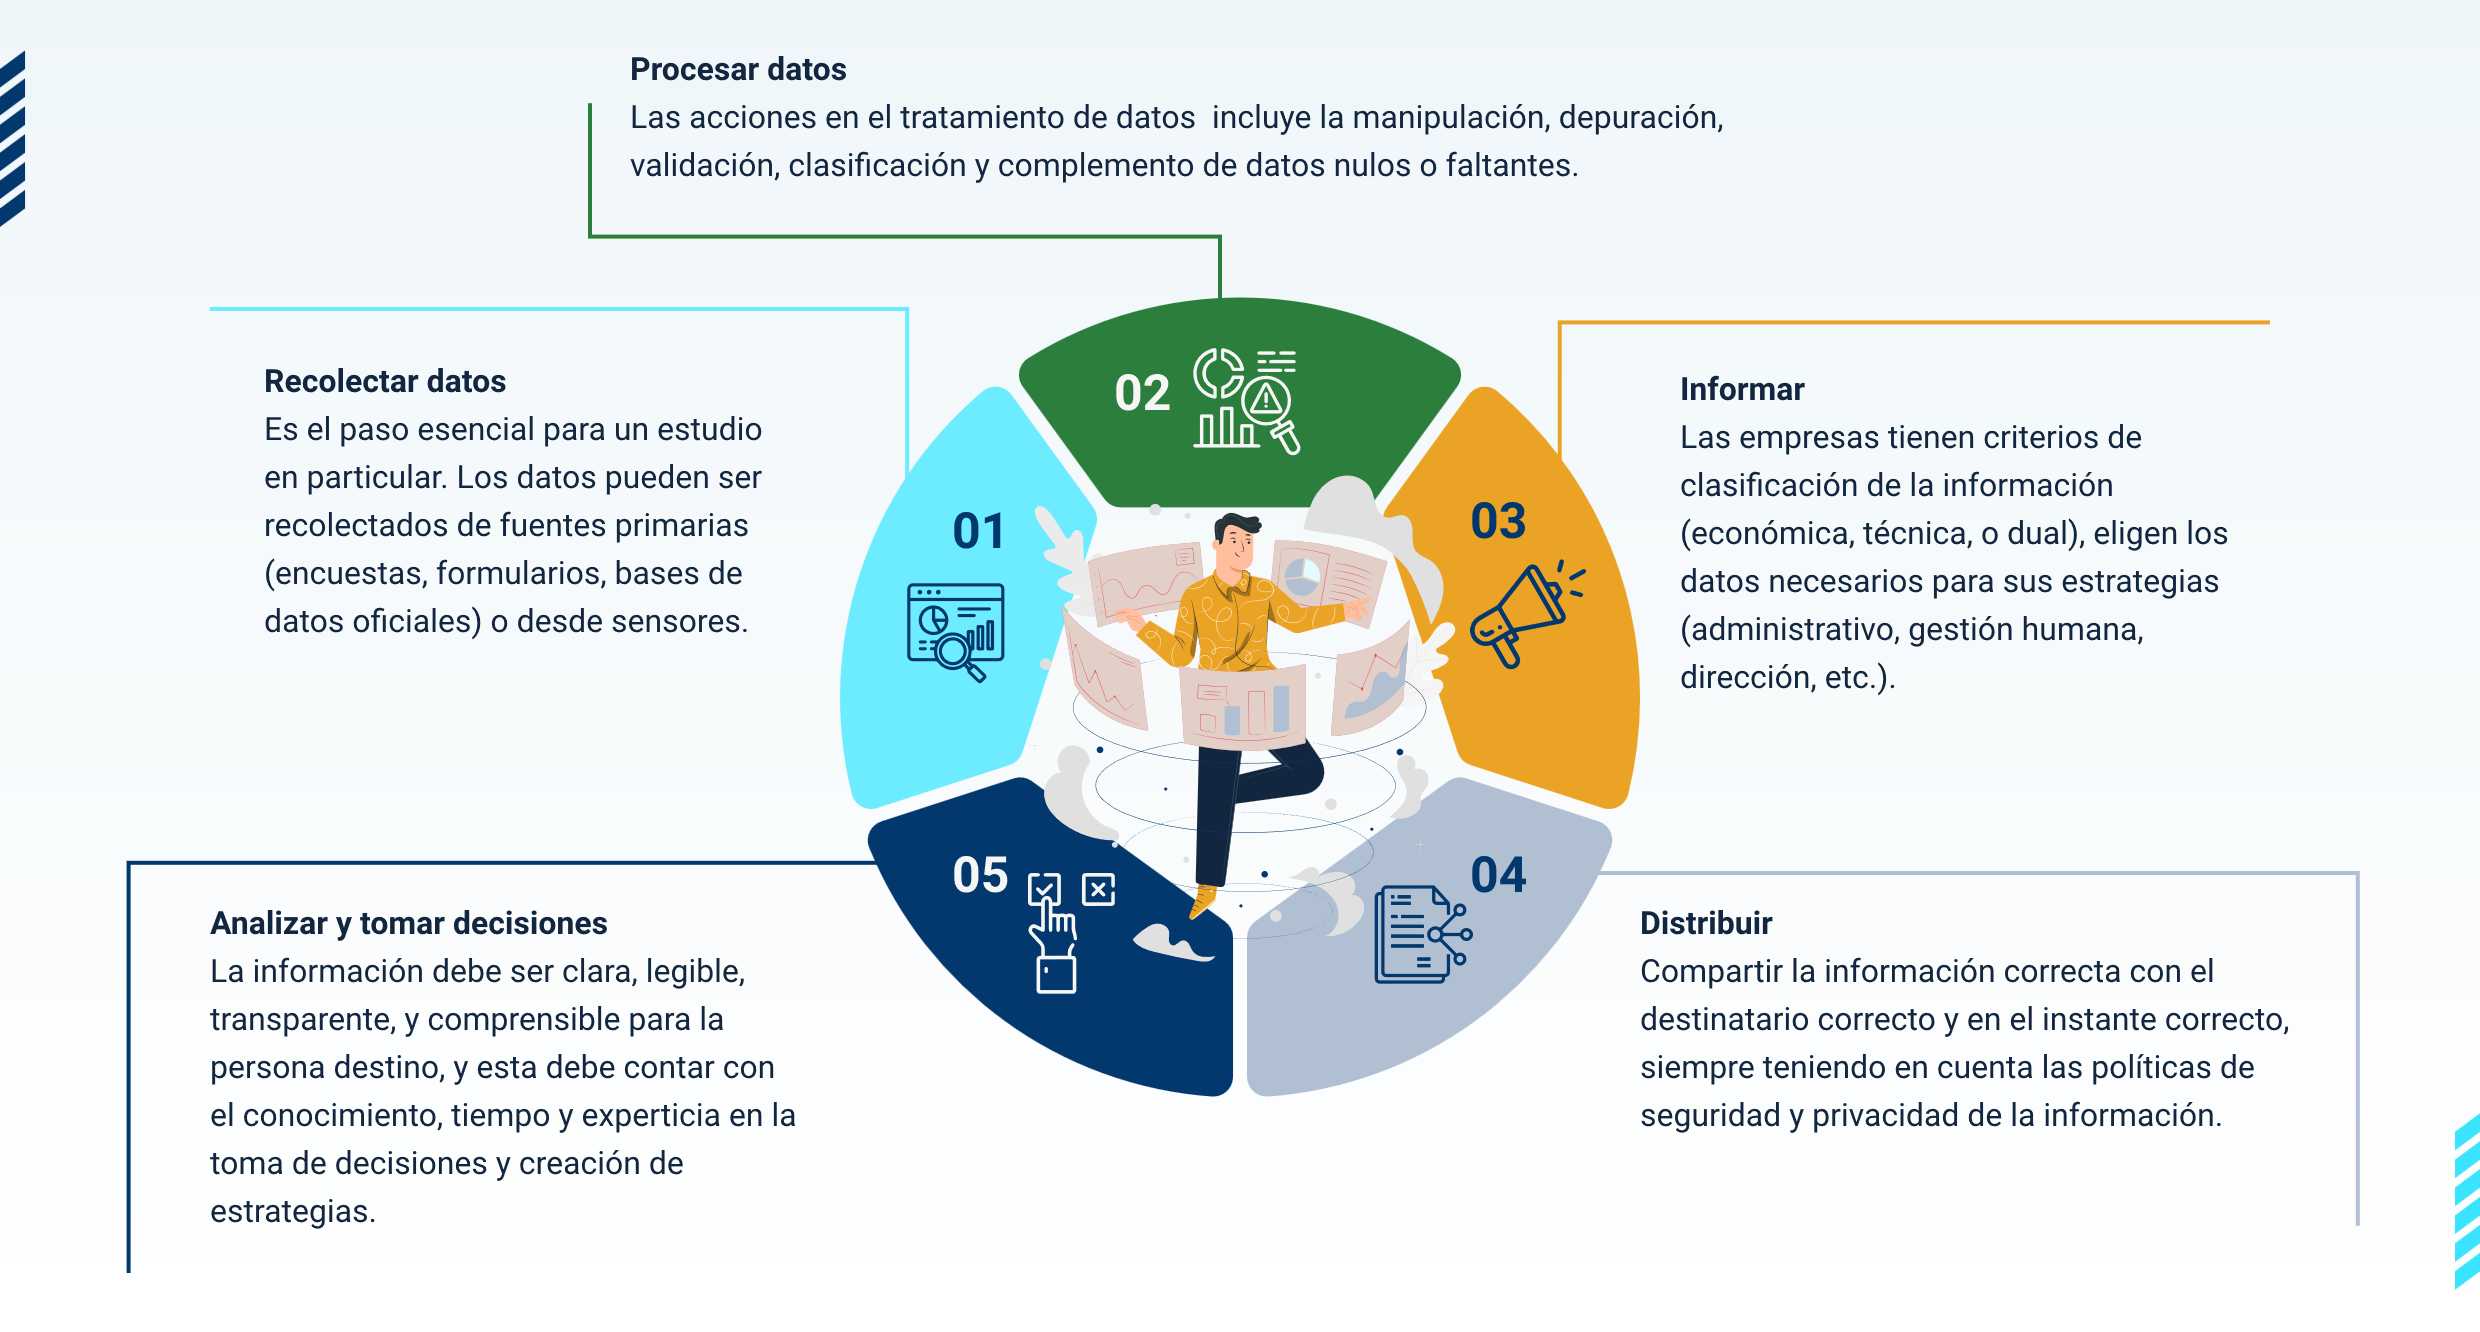 Procesar datos
Las acciones en el tratamiento de datos  incluye la manipulación, depuración,
validación, clasificación y complemento de datos nulos o faltantes.
Recolectar datos
Es el paso esencial para un estudio
en particular. Los datos pueden ser
recolectados de fuentes primarias
(encuestas, formularios, bases de
datos oficiales) o desde sensores.
01
02
03
Informar
Las empresas tienen criterios de
clasificación de la información
(económica, técnica, o dual), eligen los
datos necesarios para sus estrategias
(administrativo, gestión humana,
dirección, etc.).
04
Distribuir
Compartir la información correcta con el
destinatario correcto y en el instante correcto,
siempre teniendo en cuenta las políticas de
seguridad y privacidad de la información.
05
Analizar y tomar decisiones
La información debe ser clara, legible,
transparente, y comprensible para la
persona destino, y esta debe contar con
el conocimiento, tiempo y experticia en la
toma de decisiones y creación de
estrategias.